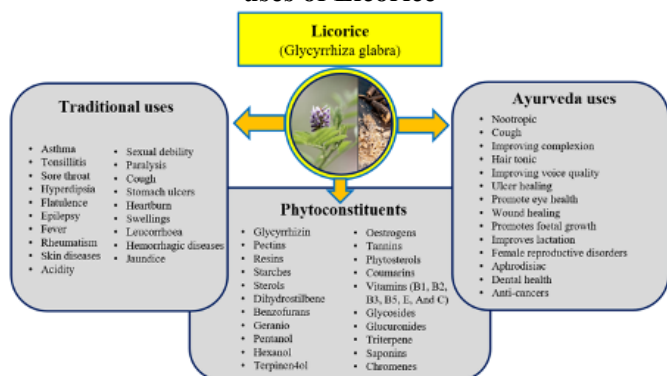 uses of Licorice
Licorice
(Glycyrrhiza glabra)
Traditional uses
• Asthma
• Tonsillitis
• Sore throat
• Hyperdipsia
• Flatulence
• Epilepsy
• Fever
• Rheumatism
• Skin diseases
• Acidity
• Sexual debility
• Paralysis
• Cough
• Stomach ulcers
• Heartburn
• Swellings
• Leucorrhoea
• Hemorrhagic diseases
• Jaundice
Phytoconstituents
• Glycyrrhizin
• Pectins
• Resins
• Starches
• Sterols
• Dihydrostilbene
• Benzofurans
• Geranio
• Pentanol
• Hexanol
• Terpinen4ol
• Oestrogens
• Tannins
• Phytosterols
• Coumarins
• Vitamins (B1, B2,
B3, B5, E, And C)
• Glycosides
• Glucuronides
• Triterpene
• Saponins
• Chromenes
Ayurveda uses
• Nootropic
• Cough
• Improving complexion
• Hair tonic
• Improving voice quality
• Ulcer healing
• Promote eye health
• Wound healing
• Promotes foetal growth
• Improves lactation
• Female reproductive disorders
• Aphrodisiac
• Dental health
• Anti-cancers